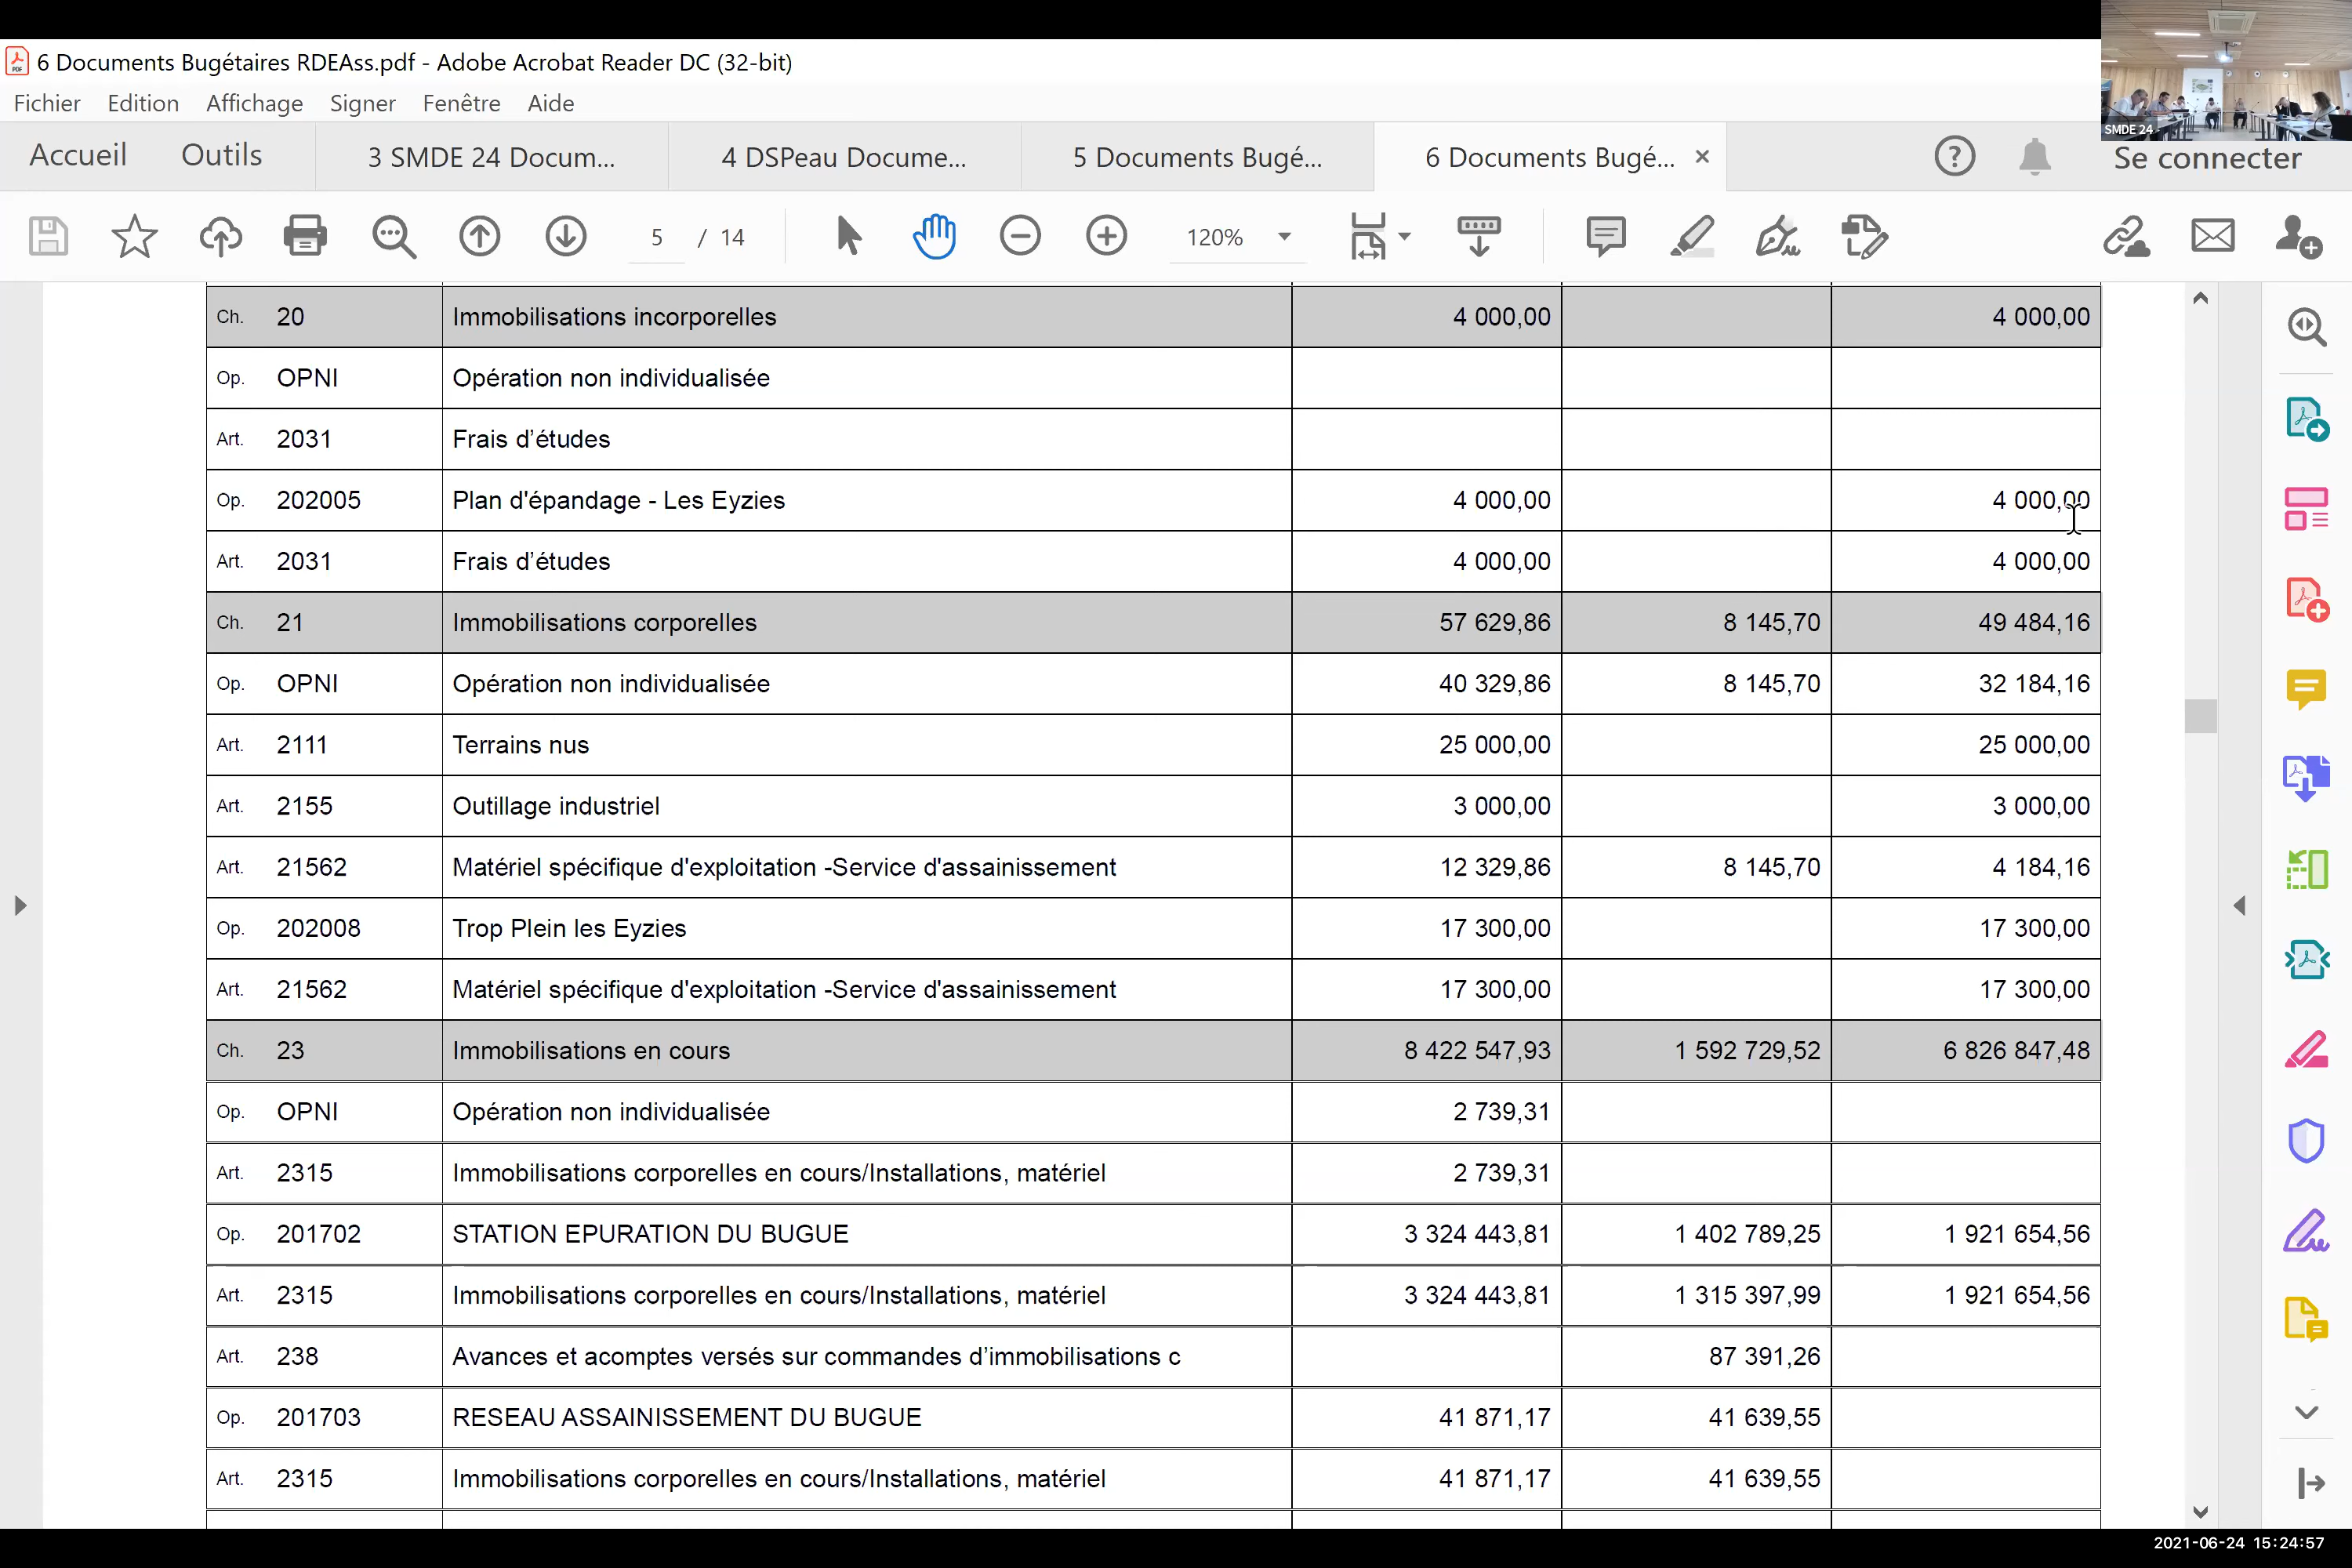 6 Documents Bugétaires RDEAss.pdf - Adobe Acrobat Reader DC (32-bit)
SMDE 24
Fichier Edition Affichage Signer Fenêtre Aide
Accueil Outils 3 SMDE 24 Docum... 4 DSPeau Docume... 5 Documents Bugé... 6 Documents Bugé... × Se connecter
5 / 14 120%
Ch. 20 Immobilisations incorporelles 4 000,00 4 000,00
Op. OPNI Opération non individualisée
Art. 2031 Frais d’études
Op. 202005 Plan d'épandage - Les Eyzies 4 000,00 4 000,00
Art. 2031 Frais d’études 4 000,00 4 000,00
Ch. 21 Immobilisations corporelles 57 629,86 8 145,70 49 484,16
Op. OPNI Opération non individualisée 40 329,86 8 145,70 32 184,16
Art. 2111 Terrains nus 25 000,00 25 000,00
Art. 2155 Outillage industriel 3 000,00 3 000,00
Art. 21562 Matériel spécifique d'exploitation -Service d'assainissement 12 329,86 8 145,70 4 184,16
Op. 202008 Trop Plein les Eyzies 17 300,00 17 300,00
Art. 21562 Matériel spécifique d'exploitation -Service d'assainissement 17 300,00 17 300,00
Ch. 23 Immobilisations en cours 8 422 547,93 1 592 729,52 6 826 847,48
Op. OPNI Opération non individualisée 2 739,31
Art. 2315 Immobilisations corporelles en cours/Installations, matériel 2 739,31
Op. 201702 STATION EPURATION DU BUGUE 3 324 443,81 1 402 789,25 1 921 654,56
Art. 2315 Immobilisations corporelles en cours/Installations, matériel 3 324 443,81 1 315 397,99 1 921 654,56
Art. 238 Avances et acomptes versés sur commandes d’immobilisations c 87 391,26
Op. 201703 RESEAU ASSAINISSEMENT DU BUGUE 41 871,17 41 639,55
Art. 2315 Immobilisations corporelles en cours/Installations, matériel 41 871,17 41 639,55
2021-06-24 15:24:57